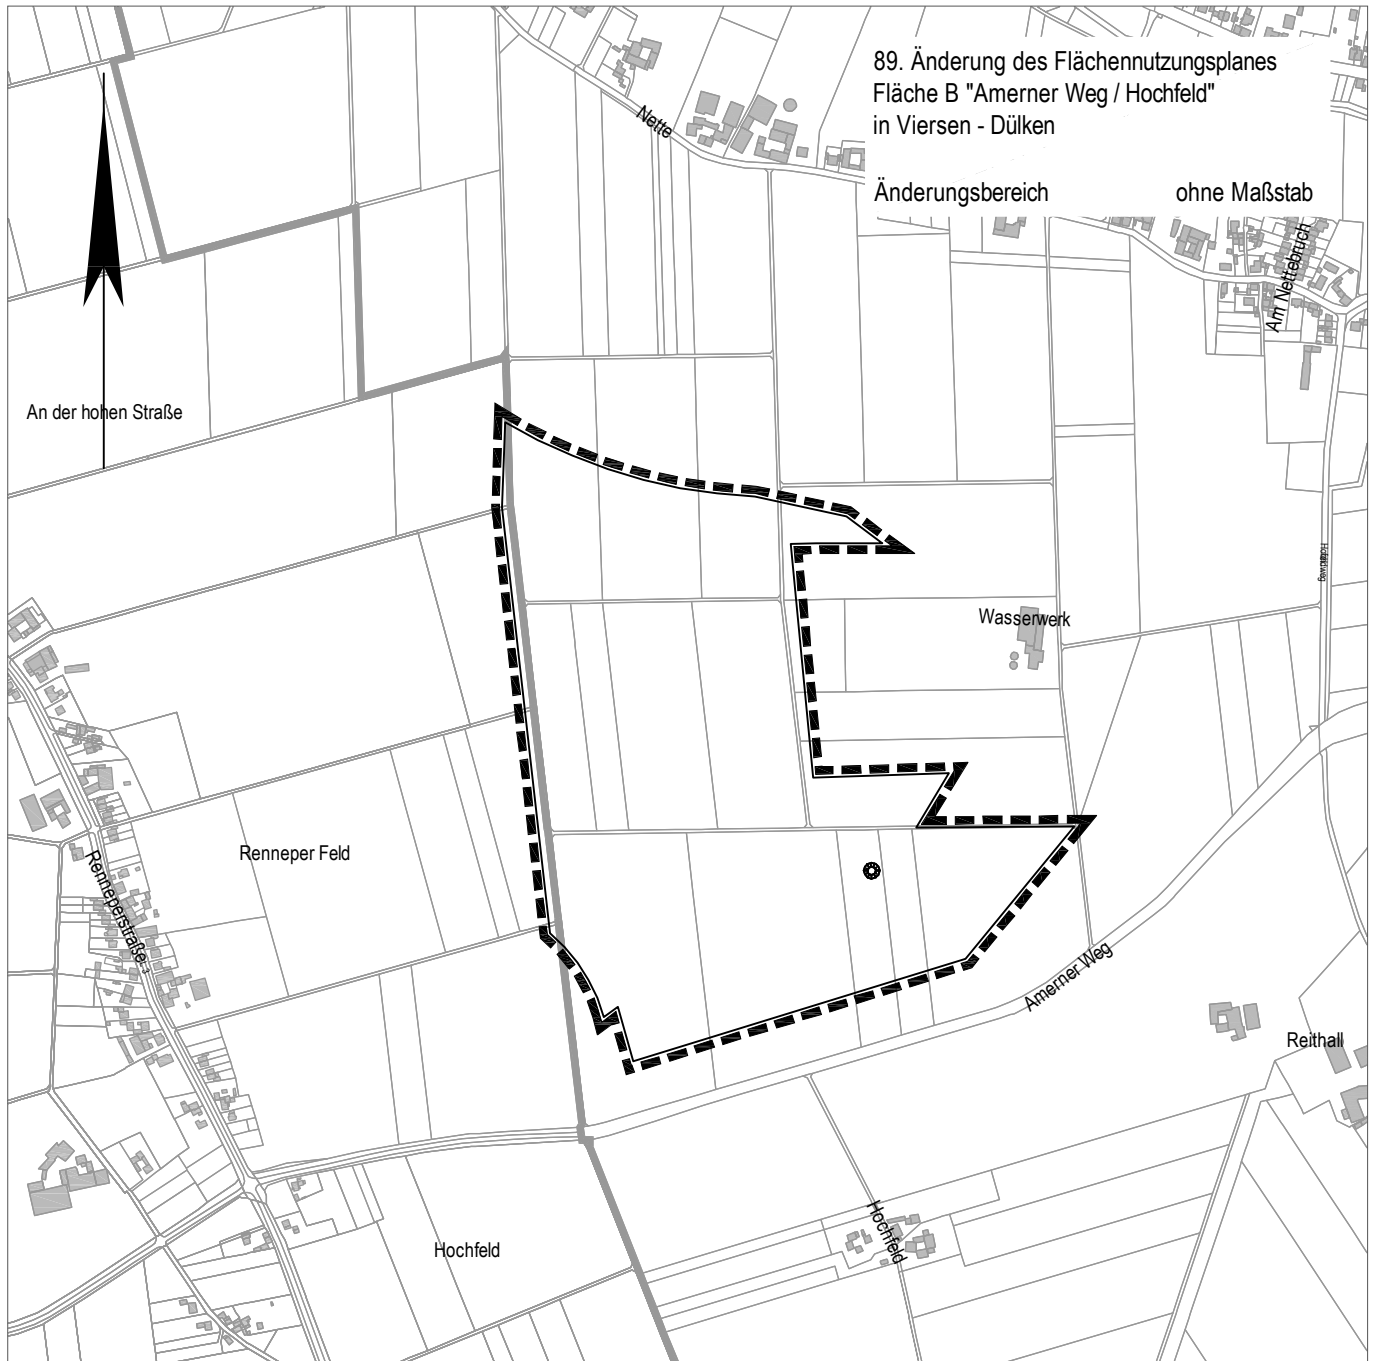 89. Änderung des Flächennutzungsplanes
Fläche B "Amerner Weg / Hochfeld"
in Viersen - Dülken
Änderungsbereich
ohne Maßstab
Nette
Am Nettebruch
An der hohen Straße
Wasserwerk
Renneper Feld
Renneperstraße
Amerner Weg
Reithall
Hochfeld
Hochfeld